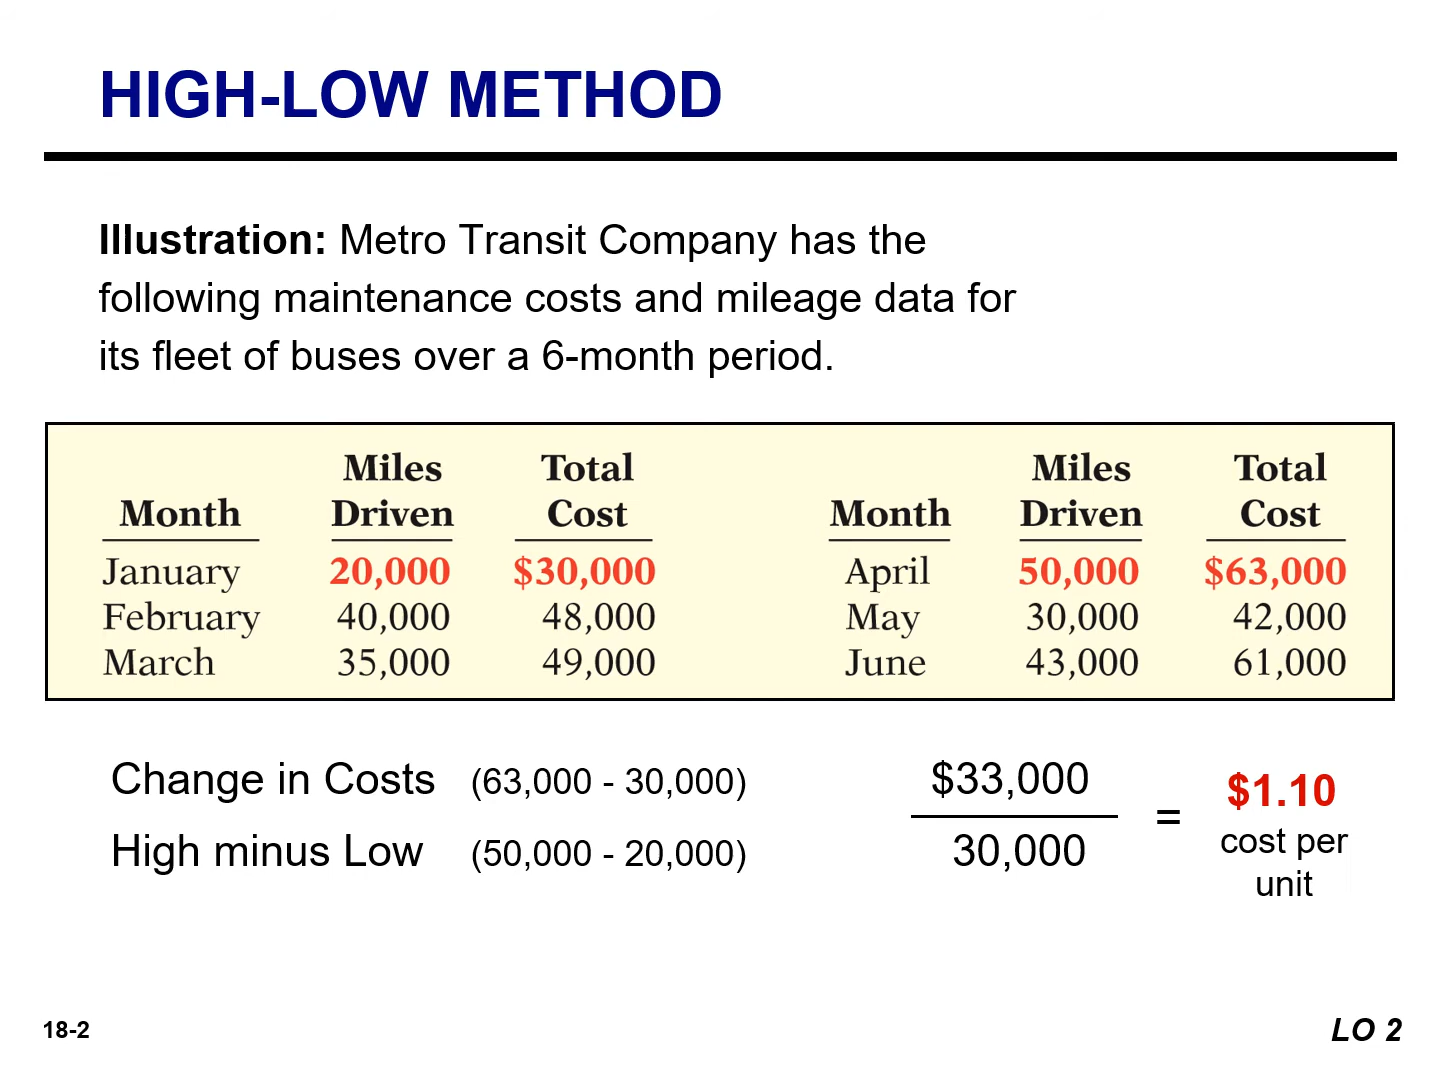 HIGH-LOW METHOD
Illustration: Metro Transit Company has the
following maintenance costs and mileage data for
its fleet of buses over a 6-month period.
Miles Total Miles Total
Month Driven Cost Month Driven Cost
January 20,000 $30,000 April 50,000 $63,000
February 40,000 48,000 May 30,000 42,000
March 35,000 49,000 June 43,000 61,000
Change in Costs (63,000 - 30,000) $33,000
High minus Low (50,000 - 20,000) 30,000
= $1.10
cost per
unit
18-2 LO 2